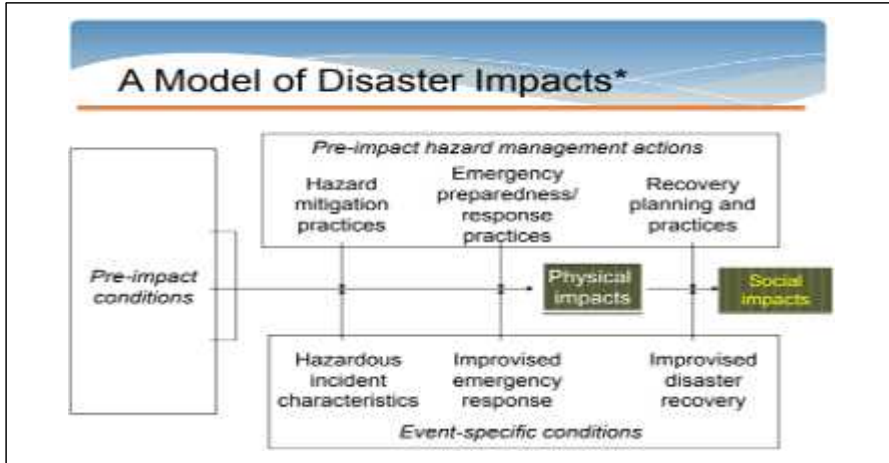 A Model of Disaster Impacts*
Pre-impact hazard management actions
Hazard
mitigation
practices
Emergency
preparedness/
response
practices
Recovery
planning and
practices
Pre-impact
conditions
Physical
impacts
Social
impacts
Hazardous
incident
characteristics
Improvised
emergency
response
Improvised
disaster
recovery
Event-specific conditions